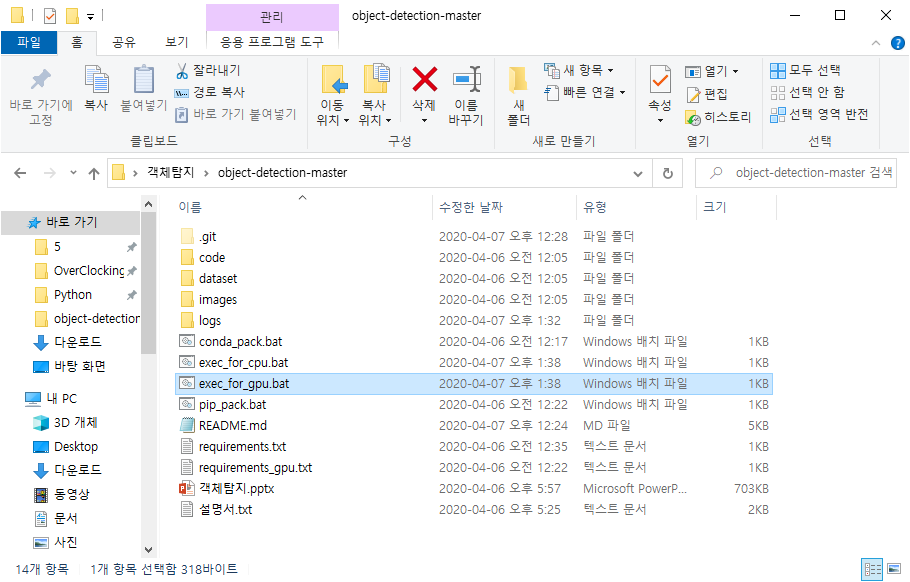 관리
object-detection-master
파일
홈
공유
보기
응용 프로그램 도구
바로 가기에 고정
복사
붙여넣기
잘라내기
경로 복사
바로 가기 붙여넣기
클립보드
이동 위치
복사 위치
삭제
이름 바꾸기
구성
새 폴더
새 항목
빠른 연결
새로 만들기
속성
열기
편집
히스토리
열기
모두 선택
선택 안 함
선택 영역 반전
선택
객체탐지 > object-detection-master
object-detection-master 검색
이름 수정한 날짜 유형 크기
바로 가기
5
OverClocking
Python
object-detection
다운로드
바탕 화면
내 PC
3D 개체
Desktop
다운로드
동영상
문서
사진
.git 2020-04-07 오후 12:28 파일 폴더
code 2020-04-06 오전 12:05 파일 폴더
dataset 2020-04-06 오전 12:05 파일 폴더
images 2020-04-06 오전 12:05 파일 폴더
logs 2020-04-07 오후 1:32 파일 폴더
conda_pack.bat 2020-04-06 오전 12:17 Windows 배치 파일 1KB
exec_for_cpu.bat 2020-04-07 오후 1:38 Windows 배치 파일 1KB
exec_for_gpu.bat 2020-04-07 오후 1:38 Windows 배치 파일 1KB
pip_pack.bat 2020-04-06 오전 12:22 Windows 배치 파일 1KB
README.md 2020-04-07 오후 12:24 MD 파일 5KB
requirements.txt 2020-04-06 오전 12:35 텍스트 문서 1KB
requirements_gpu.txt 2020-04-06 오전 12:22 텍스트 문서 1KB
객체탐지.pptx 2020-04-06 오후 5:57 Microsoft PowerP... 703KB
설명서.txt 2020-04-06 오후 5:25 텍스트 문서 2KB
14개 항목 1개 항목 선택함 318바이트